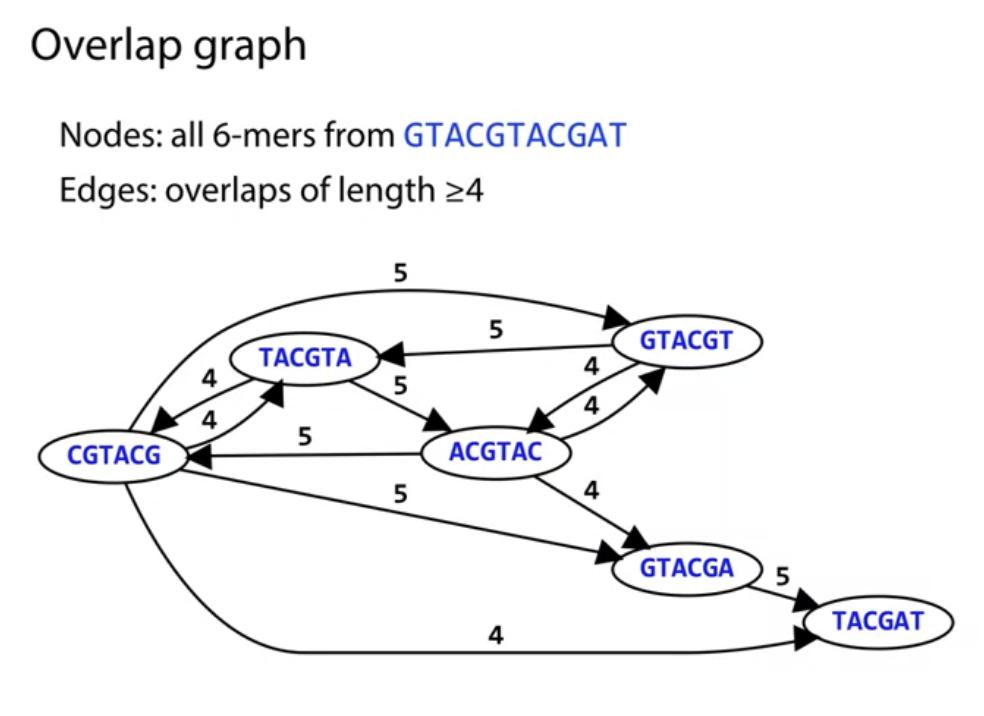 Overlap graph
Nodes: all 6-mers from GTACGTACGAT
Edges: overlaps of length ≥4
5
5
GTACGT
TACGTA
4
4
5
4
4
5
CGTACG
ACGTAC
5
4
GTACGA
5
TACGAT
4